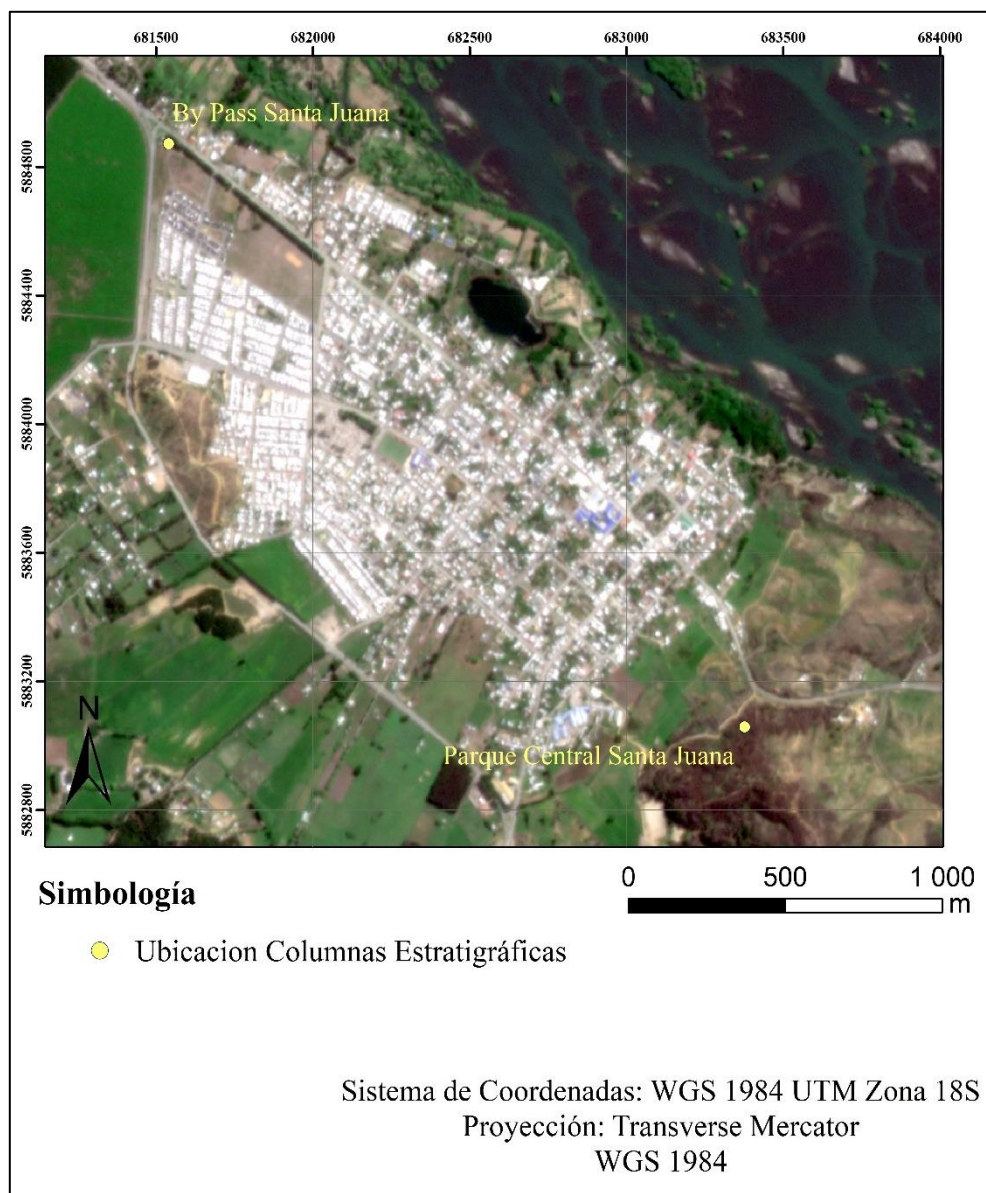 681500 682000 682500 683000 683500 684000
By Pass Santa Juana
5884800
5884400
5884000
5883600
5883200
5882800
N
Parque Central Santa Juana
Simbología
0 500 1 000
m
Ubicacion Columnas Estratigráficas
Sistema de Coordenadas: WGS 1984 UTM Zona 18S
Proyección: Transverse Mercator
WGS 1984